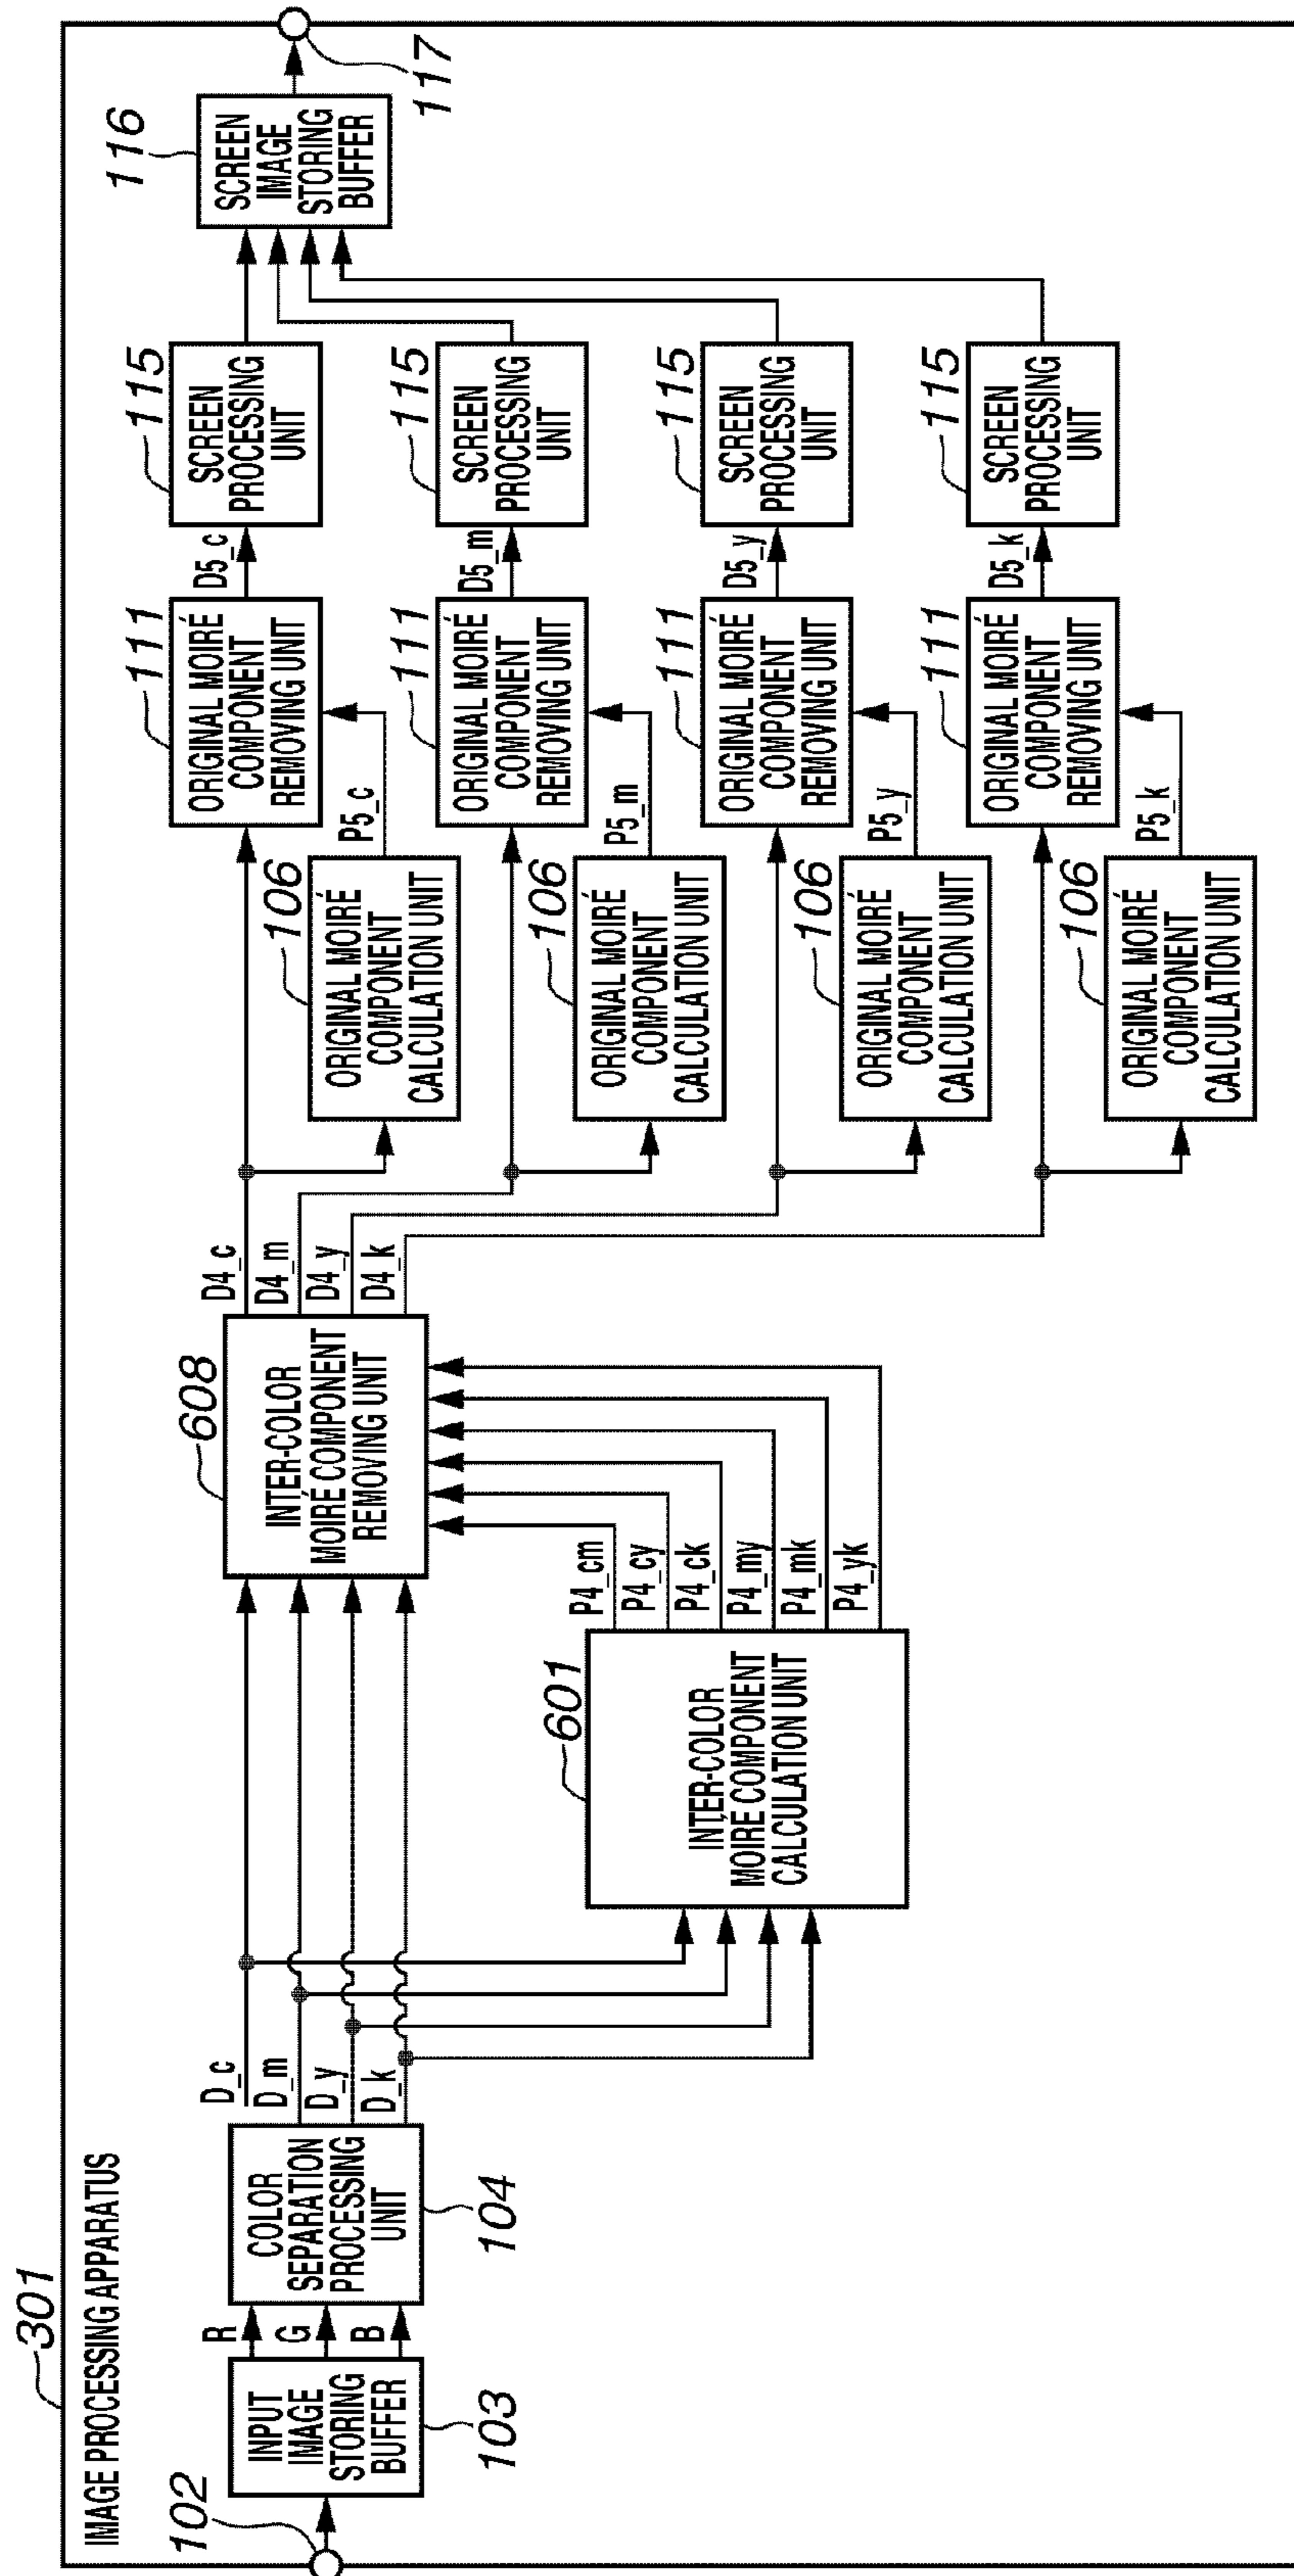 301
IMAGE PROCESSING APPARATUS
102
INPUT
IMAGE
STORING
BUFFER
103
R
G
B
COLOR
SEPARATION
PROCESSING
UNIT
104
D_c
D_m
D_y
D_k
601
INTER-COLOR
MOIRÉ COMPONENT
CALCULATION UNIT
P4_cm
P4_cy
P4_ck
P4_my
P4_mk
P4_yk
608
INTER-COLOR
MOIRÉ COMPONENT
REMOVING UNIT
D4_c
D4_m
D4_y
D4_k
106
ORIGINAL MOIRÉ
COMPONENT
CALCULATION UNIT
P5_c
111
ORIGINAL MOIRÉ
COMPONENT
REMOVING UNIT
D5_c
115
SCREEN
PROCESSING
UNIT
106
ORIGINAL MOIRÉ
COMPONENT
CALCULATION UNIT
P5_m
111
ORIGINAL MOIRÉ
COMPONENT
REMOVING UNIT
D5_m
115
SCREEN
PROCESSING
UNIT
106
ORIGINAL MOIRÉ
COMPONENT
CALCULATION UNIT
P5_y
111
ORIGINAL MOIRÉ
COMPONENT
REMOVING UNIT
D5_y
115
SCREEN
PROCESSING
UNIT
106
ORIGINAL MOIRÉ
COMPONENT
CALCULATION UNIT
P5_k
111
ORIGINAL MOIRÉ
COMPONENT
REMOVING UNIT
D5_k
115
SCREEN
PROCESSING
UNIT
116
SCREEN
IMAGE
STORING
BUFFER
117